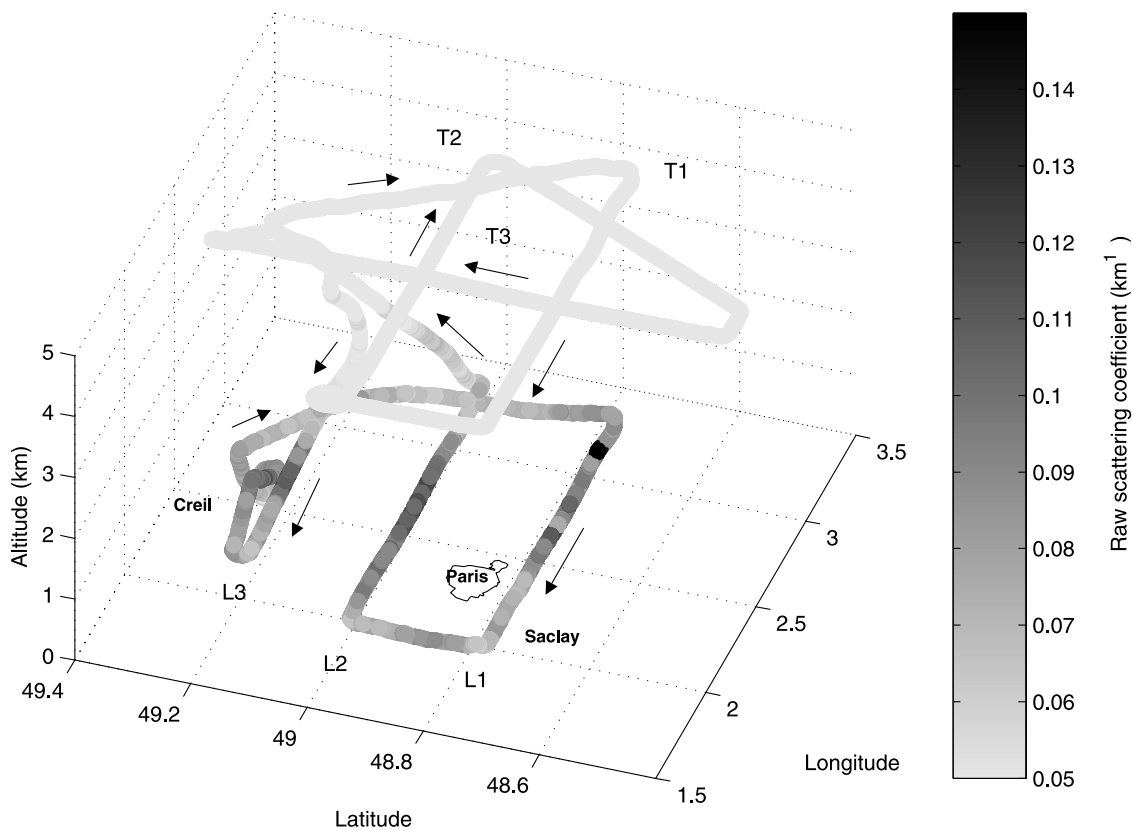 T2
T1
T3
Creil
Paris
Saclay
L3
L2
L1
5
4
3
2
1
0
Altitude (km)
49.4
49.2
49
48.8
48.6
Latitude
1.5
2
2.5
3
3.5
Longitude
0.14
0.13
0.12
0.11
0.1
0.09
0.08
0.07
0.06
0.05
Raw scattering coefficient (km¹)